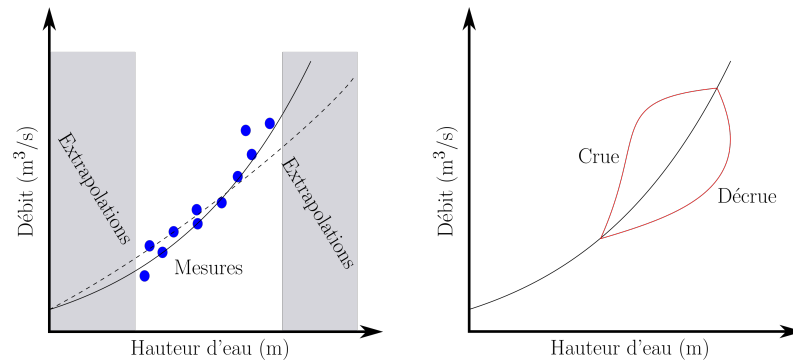 Débit (m³/s)
Extrapolations
Mesures
Extrapolations
Hauteur d'eau (m)
Débit (m³/s)
Crue
Décrue
Hauteur d'eau (m)